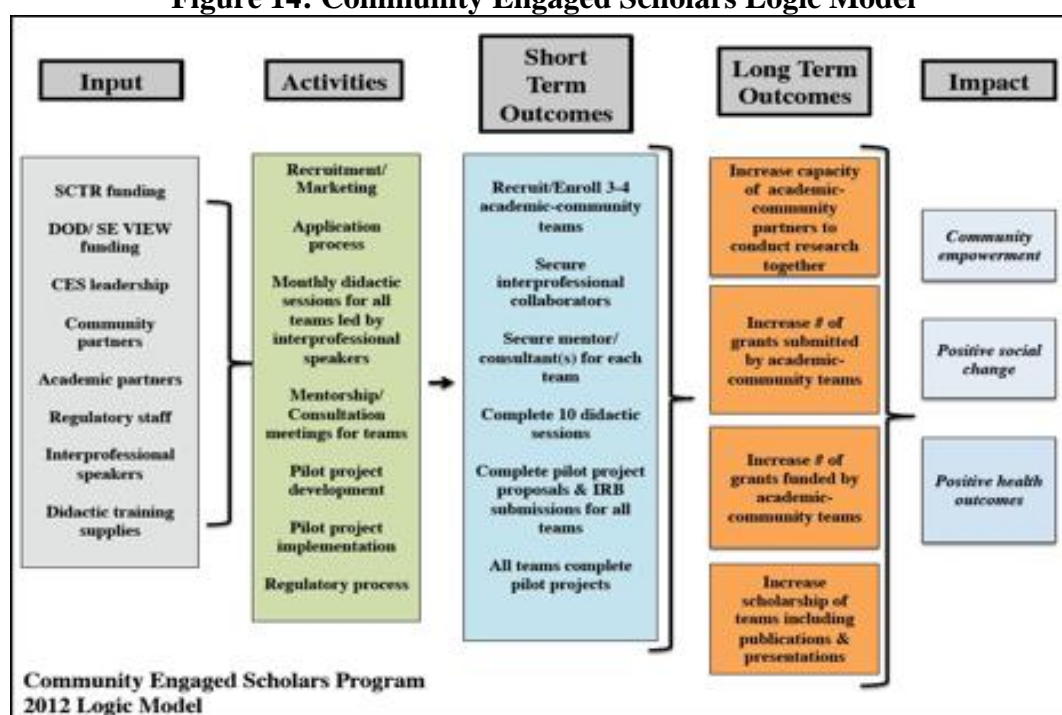 Figure 14: Community Engaged Scholars Logic Model
Input
Activities
Short
Term
Outcomes
Long Term
Outcomes
Impact
SCTR funding
DOD/ SE VIEW
funding
CES leadership
Community
partners
Academic partners
Regulatory staff
Interprofessional
speakers
Didactic training
supplies
Recruitment/
Marketing
Application
process
Monthly didactic
sessions for all
teams led by
interprofessional
speakers
Mentorship/
Consultation
meetings for teams
Pilot project
development
Pilot project
implementation
Regulatory process
Recruit/Enroll 3-4
academic-community
teams
Secure
interprofessional
collaborators
Secure mentor/
consultant(s) for each
team
Complete 10 didactic
sessions
Complete pilot project
proposals & IRB
submissions for all
teams
All teams complete
pilot projects
Increase capacity
of academic-
community
partners to
conduct research
together
Increase # of
grants submitted
by academic-
community teams
Increase # of
grants funded by
academic-
community teams
Increase
scholarship of
teams including
publications &
presentations
Community
empowerment
Positive social
change
Positive health
outcomes
Community Engaged Scholars Program
2012 Logic Model